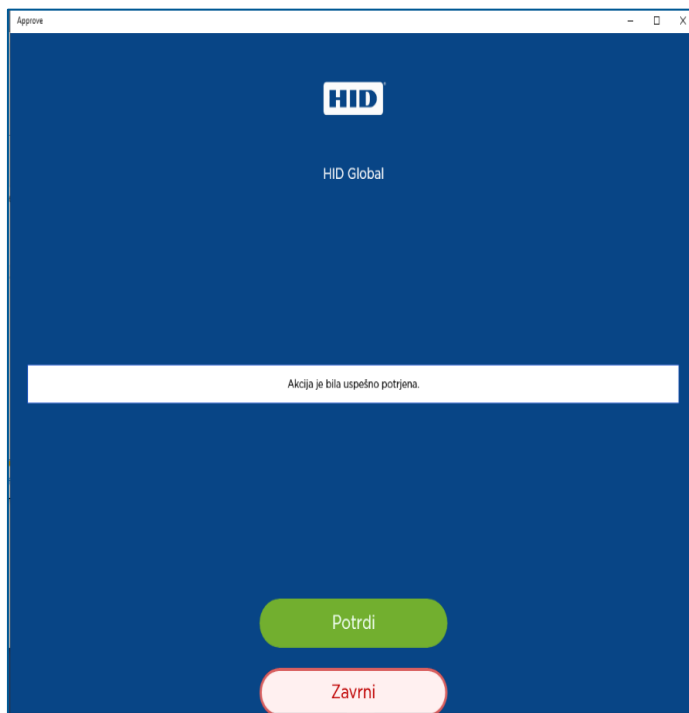 Approve
HID
HID Global
Akcija je bila uspešno potrjena.
Potrdi
Zavrni